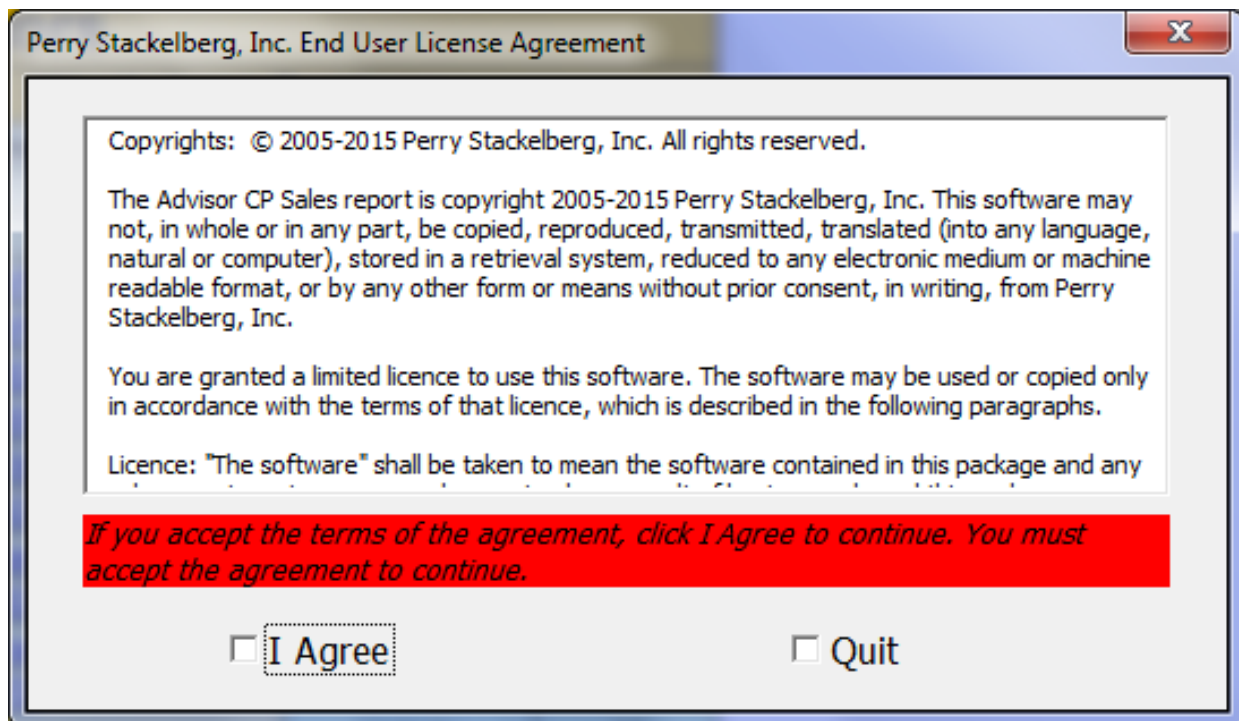 Perry Stackelberg, Inc. End User License Agreement
Copyrights:  © 2005-2015 Perry Stackelberg, Inc. All rights reserved.
The Advisor CP Sales report is copyright 2005-2015 Perry Stackelberg, Inc. This software may
not, in whole or in any part, be copied, reproduced, transmitted, translated (into any language,
natural or computer), stored in a retrieval system, reduced to any electronic medium or machine
readable format, or by any other form or means without prior consent, in writing, from Perry
Stackelberg, Inc.
You are granted a limited licence to use this software. The software may be used or copied only
in accordance with the terms of that licence, which is described in the following paragraphs.
Licence: "The software" shall be taken to mean the software contained in this package and any
If you accept the terms of the agreement, click I Agree to continue. You must
accept the agreement to continue.
I Agree
Quit